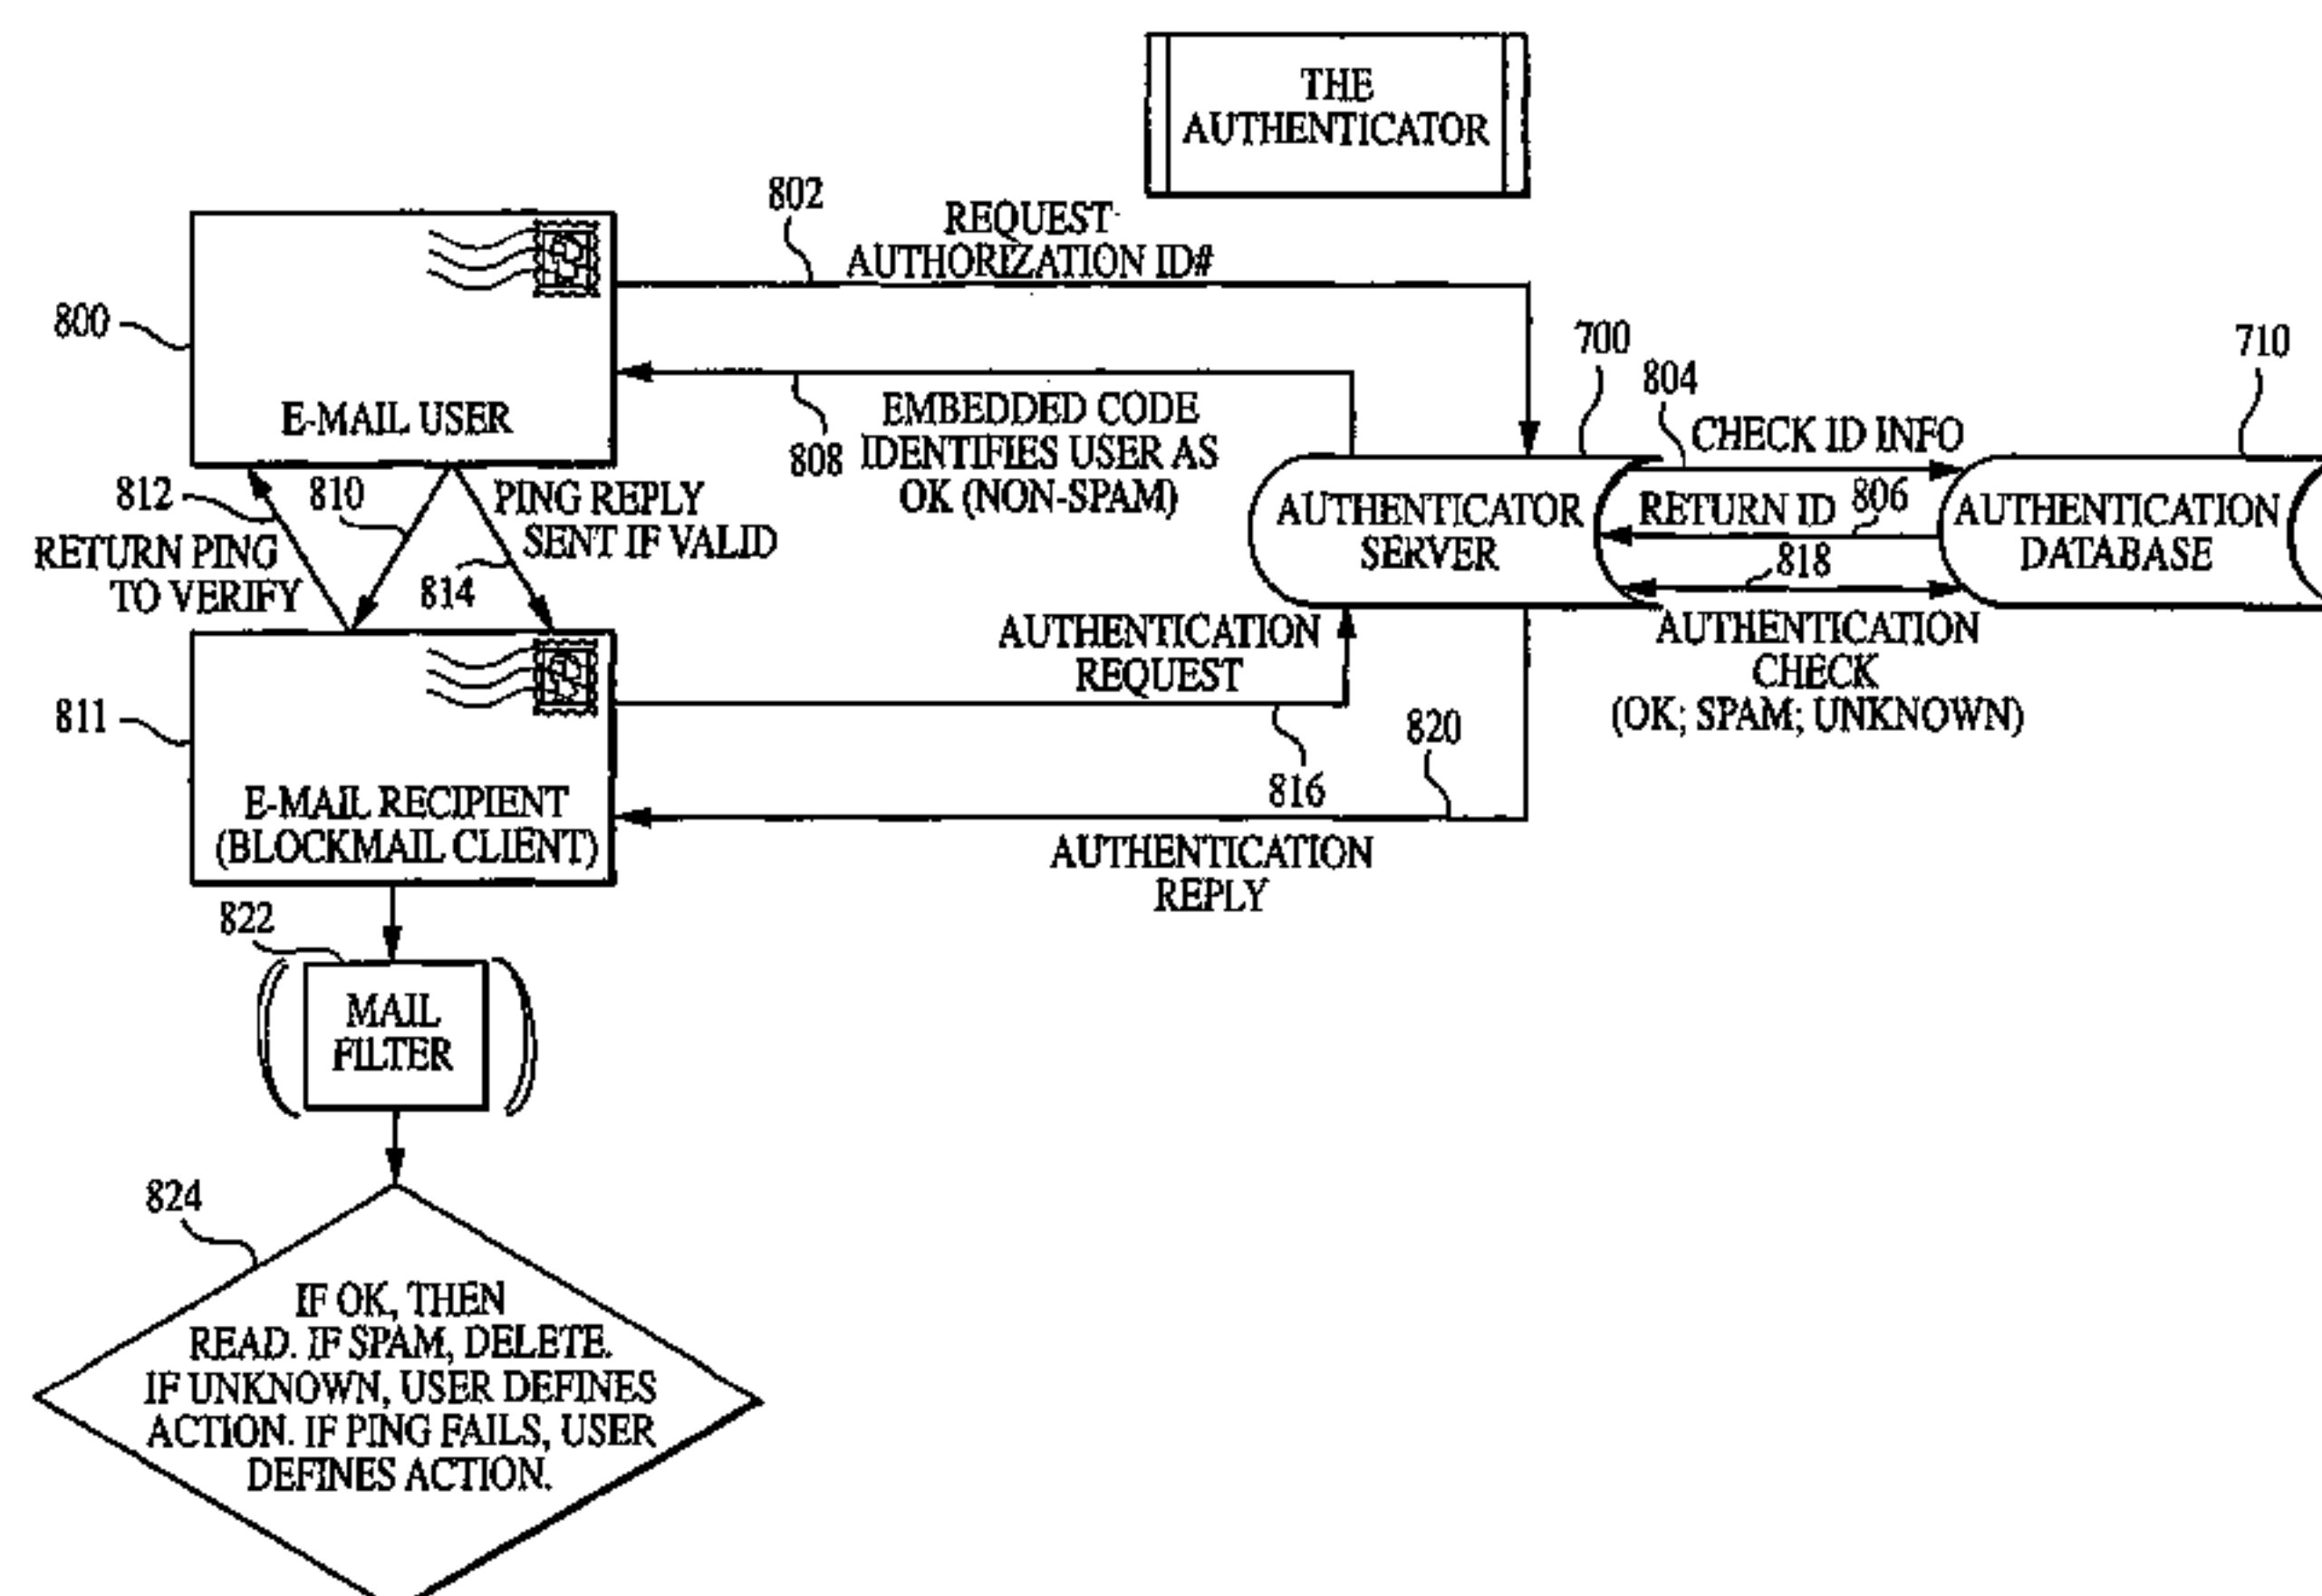 THE
AUTHENTICATOR
802
REQUEST
AUTHORIZATION ID#
800
E-MAIL USER
808
EMBEDDED CODE
IDENTIFIES USER AS
OK (NON-SPAM)
700
804
CHECK ID INFO
710
AUTHENTICATOR
SERVER
RETURN ID
806
AUTHENTICATION
DATABASE
818
AUTHENTICATION
CHECK
(OK; SPAM; UNKNOWN)
812
810
PING REPLY
SENT IF VALID
RETURN PING
TO VERIFY
814
AUTHENTICATION
REQUEST
811
816
820
E-MAIL RECIPIENT
(BLOCKMAIL CLIENT)
AUTHENTICATION
REPLY
822
MAIL
FILTER
824
IF OK, THEN
READ. IF SPAM, DELETE.
IF UNKNOWN, USER DEFINES
ACTION. IF PING FAILS, USER
DEFINES ACTION.